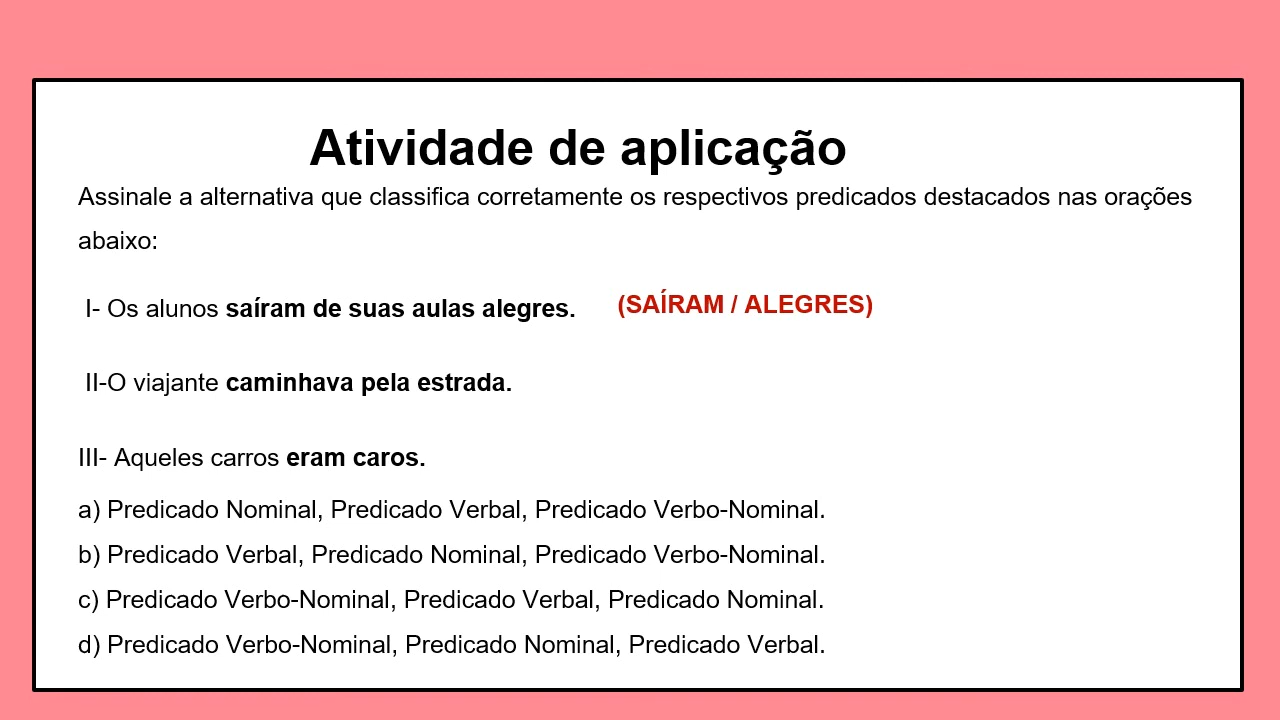 Atividade de aplicação
Assinale a alternativa que classifica corretamente os respectivos predicados destacados nas orações
abaixo:
I- Os alunos saíram de suas aulas alegres. (SAÍRAM / ALEGRES)
II-O viajante caminhava pela estrada.
III- Aqueles carros eram caros.
a) Predicado Nominal, Predicado Verbal, Predicado Verbo-Nominal.
b) Predicado Verbal, Predicado Nominal, Predicado Verbo-Nominal.
c) Predicado Verbo-Nominal, Predicado Verbal, Predicado Nominal.
d) Predicado Verbo-Nominal, Predicado Nominal, Predicado Verbal.